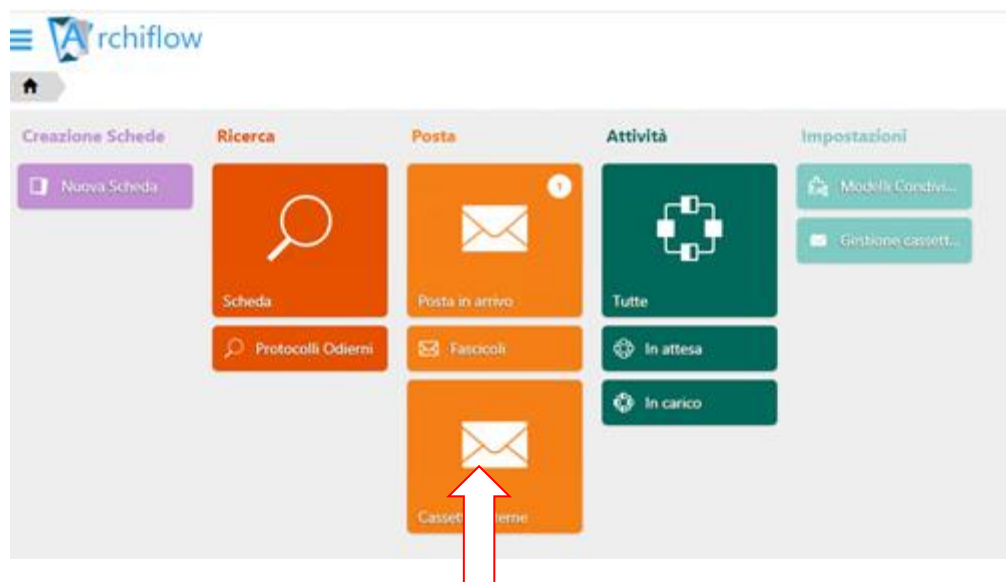 Archiflow
Creazione Schede
Nuova Scheda
Ricerca
Scheda
Protocolli Odierni
Posta
1
Posta in arrivo
Fascicoli
Attività
Tutte
In attesa
In carico
Impostazioni
Modelli Condivi...
Gestione cassett...